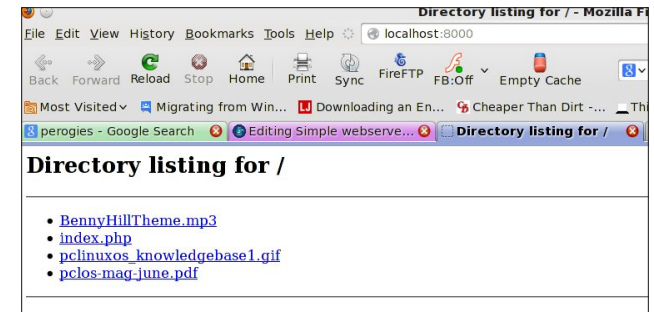 Directory listing for / - Mozilla Fi
File Edit View History Bookmarks Tools Help localhost:8000
Back Forward Reload Stop Home Print Sync FireFTP FB:Off Empty Cache
Most Visited Migrating from Win... Downloading an En... Cheaper Than Dirt -... Thi
perogies - Google Search Editing Simple webserve... Directory listing for /
Directory listing for /
BennyHillTheme.mp3
index.php
pclinuxos_knowledgebase1.gif
pclos-mag-june.pdf